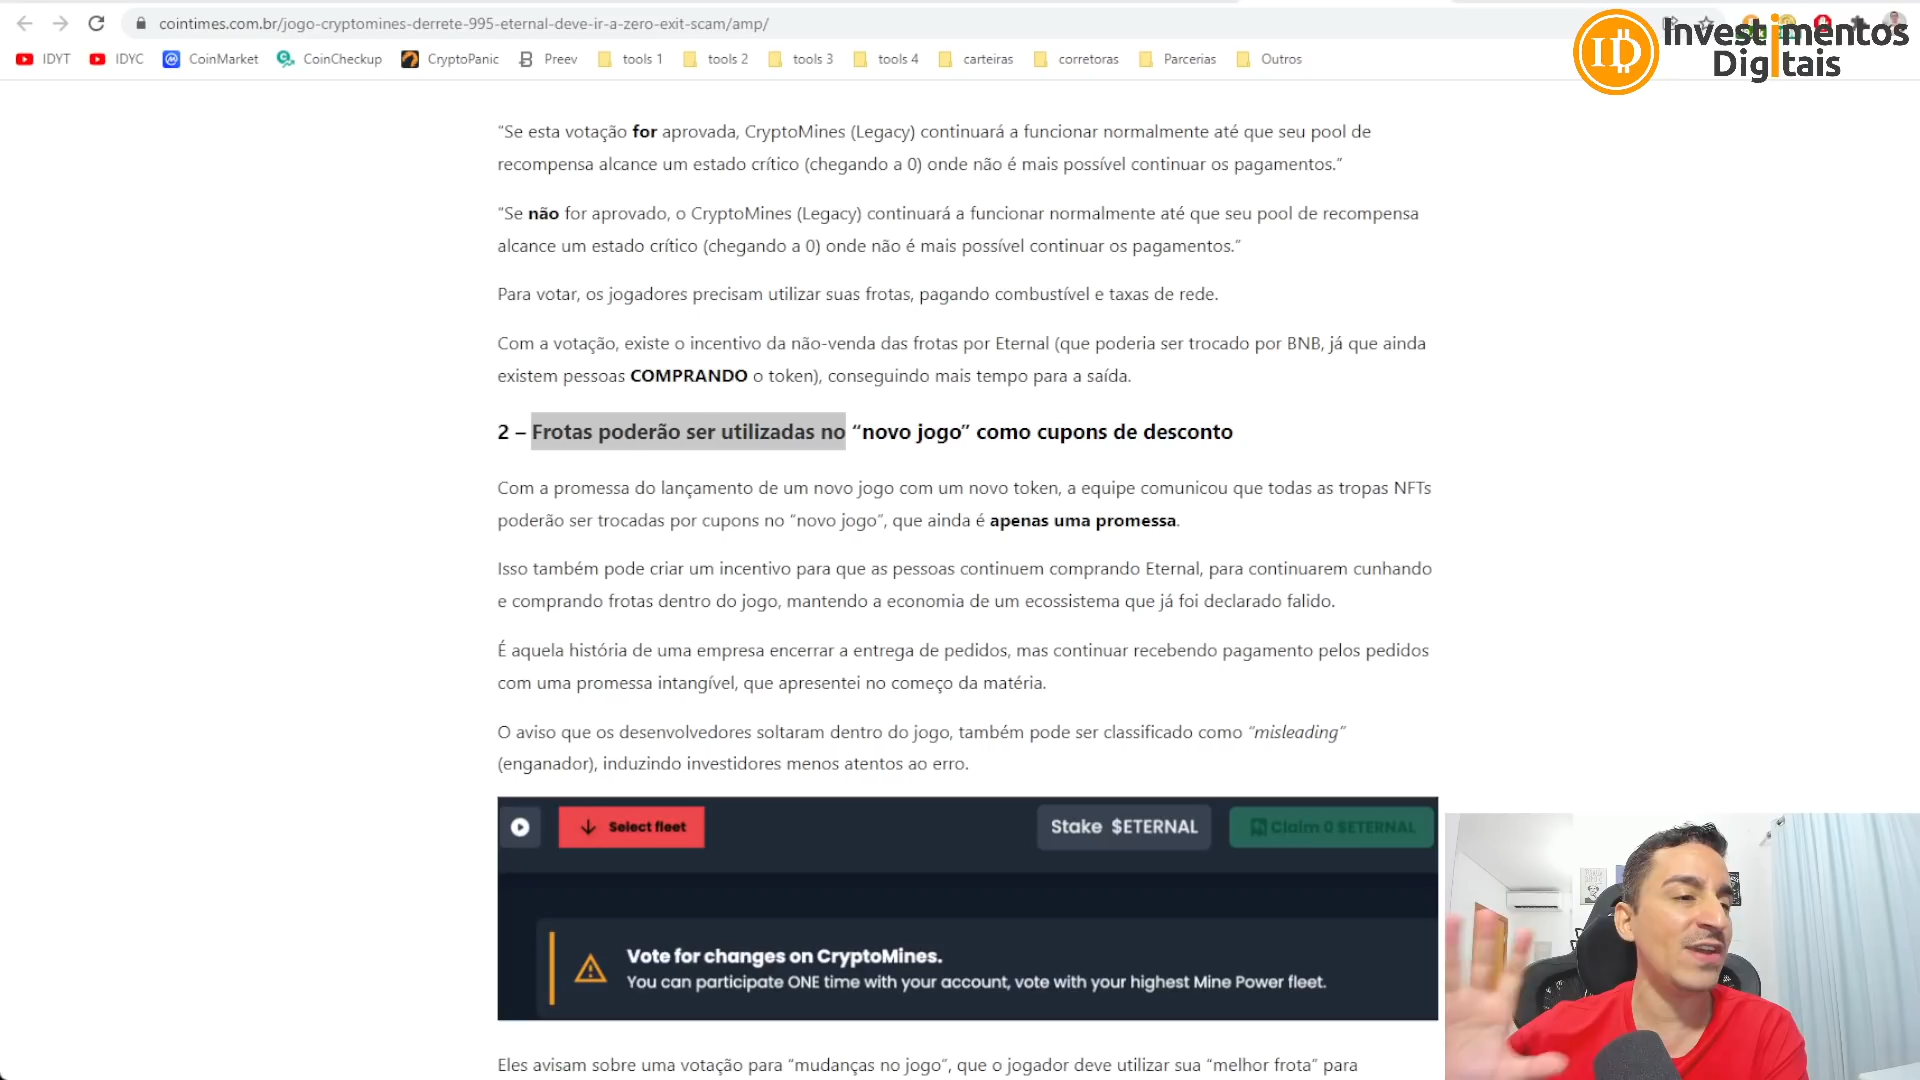 cointimes.com.br/jogo-cryptomines-derrete-995-eternal-deve-ir-a-zero-exit-scam/amp/
IDYT IDYC CoinMarket CoinCheckup CryptoPanic Preev tools 1 tools 2 tools 3 tools 4 carteiras corretoras Parcerias Outros
ID Investimentos
Digitais
“Se esta votação for aprovada, CryptoMines (Legacy) continuará a funcionar normalmente até que seu pool de
recompensa alcance um estado crítico (chegando a 0) onde não é mais possível continuar os pagamentos.”
“Se não for aprovado, o CryptoMines (Legacy) continuará a funcionar normalmente até que seu pool de recompensa
alcance um estado crítico (chegando a 0) onde não é mais possível continuar os pagamentos.”
Para votar, os jogadores precisam utilizar suas frotas, pagando combustível e taxas de rede.
Com a votação, existe o incentivo da não-venda das frotas por Eternal (que poderia ser trocado por BNB, já que ainda
existem pessoas COMPRANDO o token), conseguindo mais tempo para a saída.
2 – Frotas poderão ser utilizadas no “novo jogo” como cupons de desconto
Com a promessa do lançamento de um novo jogo com um novo token, a equipe comunicou que todas as tropas NFTs
poderão ser trocadas por cupons no “novo jogo”, que ainda é apenas uma promessa.
Isso também pode criar um incentivo para que as pessoas continuem comprando Eternal, para continuarem cunhando
e comprando frotas dentro do jogo, mantendo a economia de um ecossistema que já foi declarado falido.
É aquela história de uma empresa encerrar a entrega de pedidos, mas continuar recebendo pagamento pelos pedidos
com uma promessa intangível, que apresentei no começo da matéria.
O aviso que os desenvolvedores soltaram dentro do jogo, também pode ser classificado como “misleading”
(enganador), induzindo investidores menos atentos ao erro.
Select fleet Stake $ETERNAL Claim 0 $ETERNAL
Vote for changes on CryptoMines.
You can participate ONE time with your account, vote with your highest Mine Power fleet.
Eles avisam sobre uma votação para “mudanças no jogo”, que o jogador deve utilizar sua “melhor frota” para